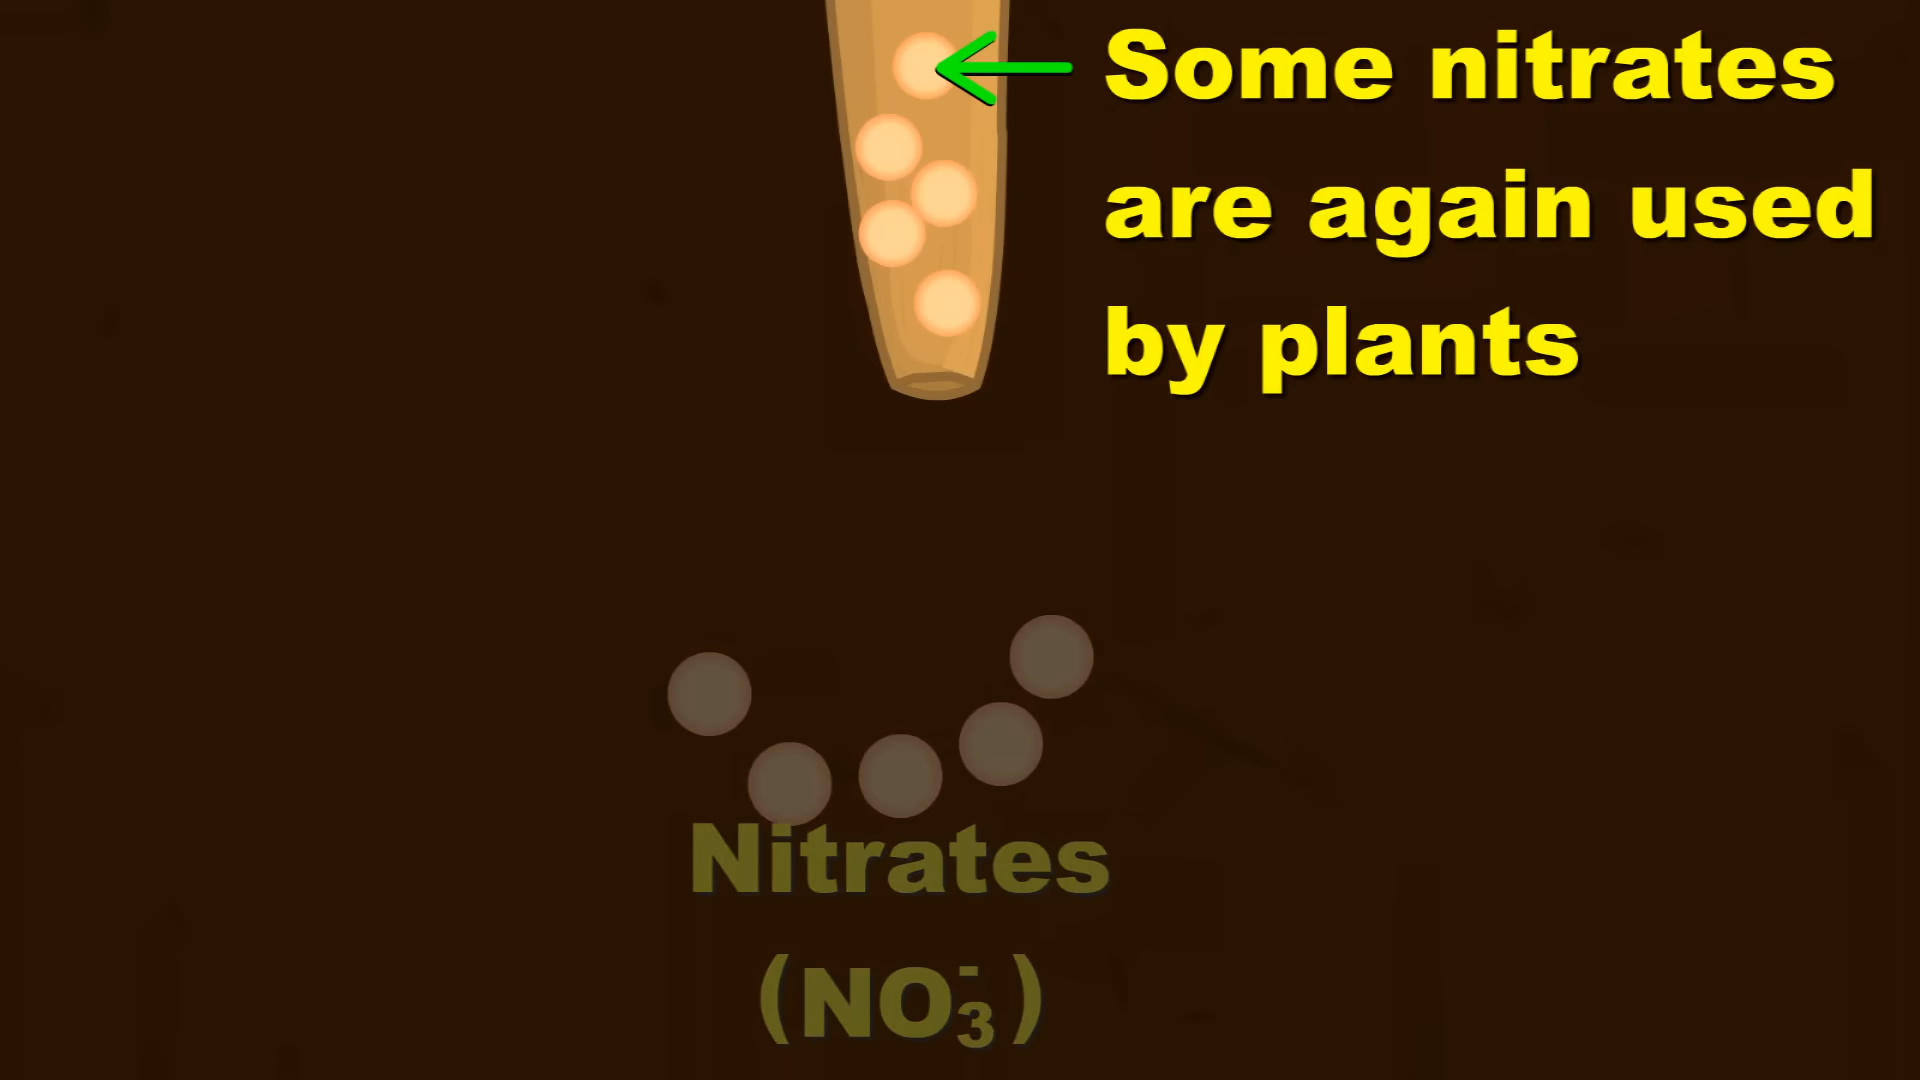 Some nitrates
are again used
by plants
Nitrates
(NO₃⁻)